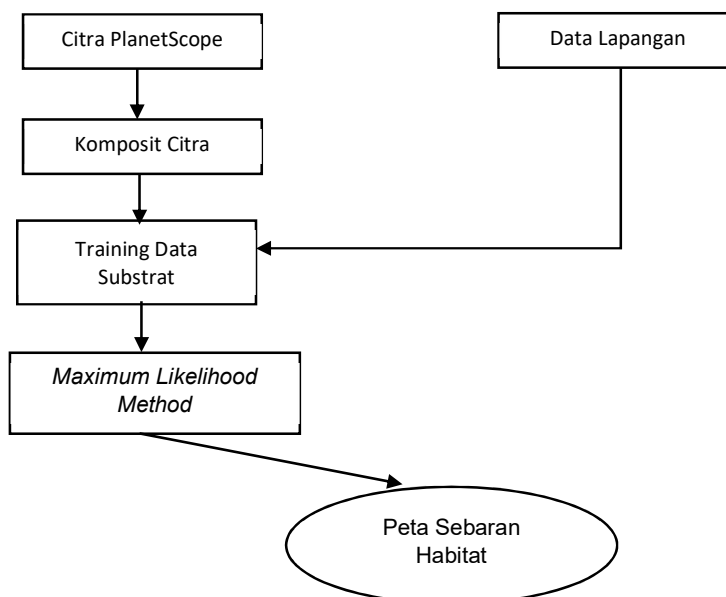 Citra PlanetScope
Data Lapangan
Komposit Citra
Training Data
Substrat
Maximum Likelihood
Method
Peta Sebaran
Habitat